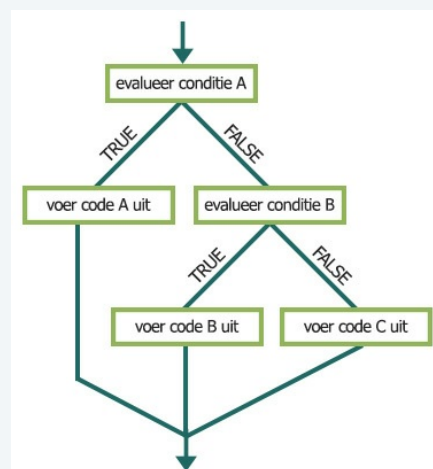 evalueer conditie A
TRUE
FALSE
voer code A uit
evalueer conditie B
TRUE
FALSE
voer code B uit
voer code C uit